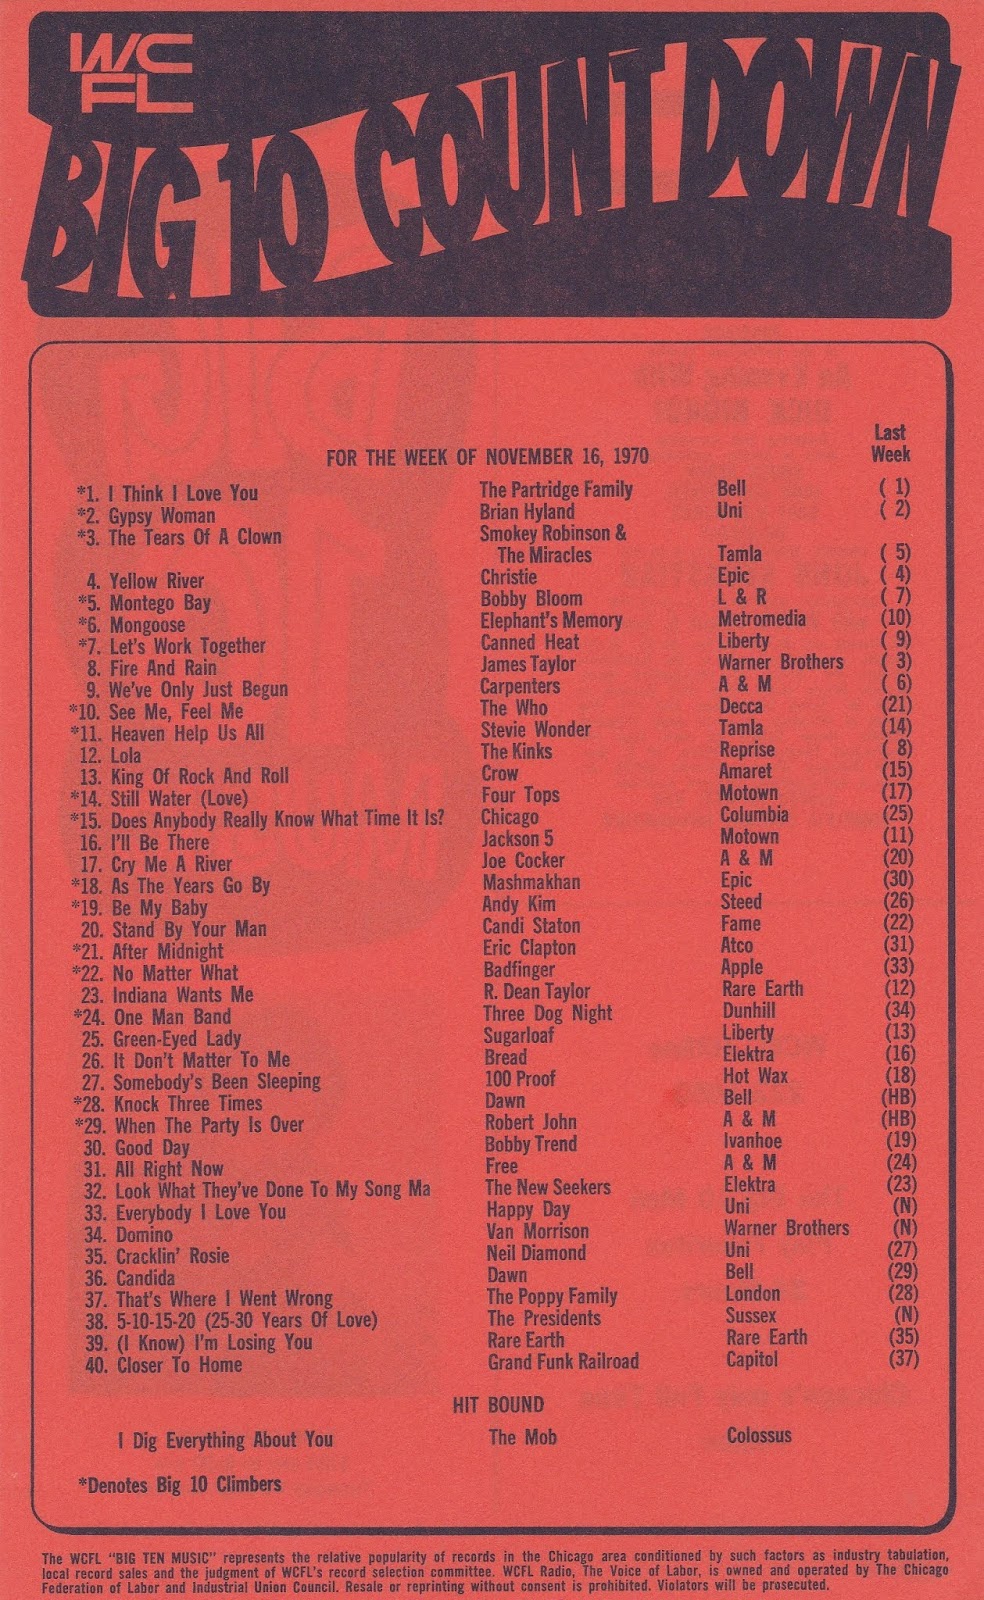 WC
FL
BIG 10 COUNT DOWN
Last
FOR THE WEEK OF NOVEMBER 16, 1970 Week
*1. I Think I Love You The Partridge Family Bell ( 1)
*2. Gypsy Woman Brian Hyland Uni ( 2)
*3. The Tears Of A Clown Smokey Robinson &
The Miracles Tamla ( 5)
4. Yellow River Christie Epic ( 4)
*5. Montego Bay Bobby Bloom L & R ( 7)
*6. Mongoose Elephant's Memory Metromedia (10)
*7. Let's Work Together Canned Heat Liberty ( 9)
8. Fire And Rain James Taylor Warner Brothers ( 3)
9. We've Only Just Begun Carpenters A & M ( 6)
*10. See Me, Feel Me The Who Decca (21)
*11. Heaven Help Us All Stevie Wonder Tamla (14)
12. Lola The Kinks Reprise ( 8)
13. King Of Rock And Roll Crow Amaret (15)
*14. Still Water (Love) Four Tops Motown (17)
*15. Does Anybody Really Know What Time It Is? Chicago Columbia (25)
16. I'll Be There Jackson 5 Motown (11)
17. Cry Me A River Joe Cocker A & M (20)
*18. As The Years Go By Mashmakhan Epic (30)
*19. Be My Baby Andy Kim Steed (26)
20. Stand By Your Man Candi Staton Fame (22)
*21. After Midnight Eric Clapton Atco (31)
*22. No Matter What Badfinger Apple (33)
23. Indiana Wants Me R. Dean Taylor Rare Earth (12)
*24. One Man Band Three Dog Night Dunhill (34)
25. Green-Eyed Lady Sugarloaf Liberty (13)
26. It Don't Matter To Me Bread Elektra (16)
27. Somebody's Been Sleeping 100 Proof Hot Wax (18)
*28. Knock Three Times Dawn Bell (HB)
*29. When The Party Is Over Robert John A & M (HB)
30. Good Day Bobby Trend Ivanhoe (19)
31. All Right Now Free A & M (24)
32. Look What They've Done To My Song Ma The New Seekers Elektra (23)
33. Everybody I Love You Happy Day Uni (N)
34. Domino Van Morrison Warner Brothers (N)
35. Cracklin' Rosie Neil Diamond Uni (27)
36. Candida Dawn Bell (29)
37. That's Where I Went Wrong The Poppy Family London (28)
38. 5-10-15-20 (25-30 Years Of Love) The Presidents Sussex (N)
39. (I Know) I'm Losing You Rare Earth Rare Earth (35)
40. Closer To Home Grand Funk Railroad Capitol (37)
HIT BOUND
I Dig Everything About You The Mob Colossus
*Denotes Big 10 Climbers
The WCFL "BIG TEN MUSIC" represents the relative popularity of records in the Chicago area conditioned by such factors as industry tabulation,
local record sales and the judgment of WCFL's record selection committee. WCFL Radio, The Voice of Labor, is owned and operated by The Chicago
Federation of Labor and Industrial Union Council. Resale or reprinting without consent is prohibited. Violators will be prosecuted.